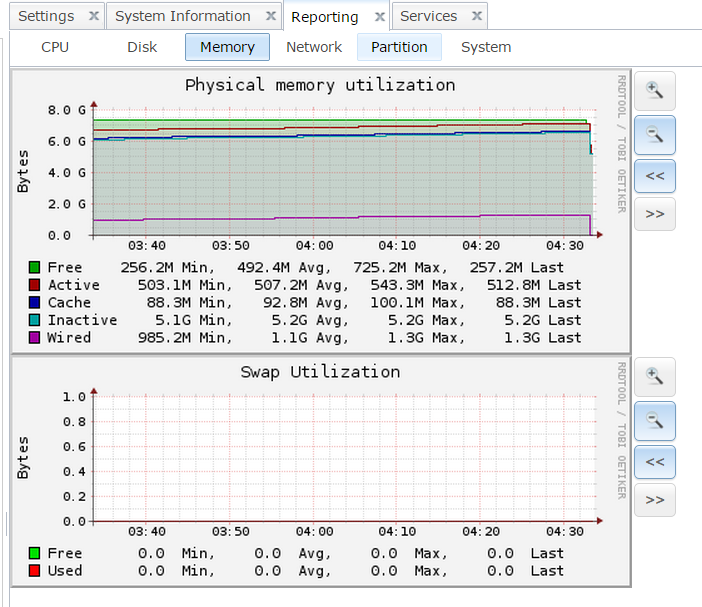 Settings System Information Reporting Services
CPU Disk Memory Network Partition System
Physical memory utilization
8.0 G
6.0 G
4.0 G
2.0 G
0.0
Bytes
03:40 03:50 04:00 04:10 04:20 04:30
Free 256.2M Min, 492.4M Avg, 725.2M Max, 257.2M Last
Active 503.1M Min, 507.2M Avg, 543.3M Max, 512.8M Last
Cache 88.3M Min, 92.8M Avg, 100.1M Max, 88.3M Last
Inactive 5.1G Min, 5.2G Avg, 5.2G Max, 5.2G Last
Wired 985.2M Min, 1.1G Avg, 1.3G Max, 1.3G Last
RRDTOOL / TOBI OETIKER
<<
>>
Swap Utilization
1.0
0.8
0.6
0.4
0.2
0.0
Bytes
03:40 03:50 04:00 04:10 04:20 04:30
Free 0.0 Min, 0.0 Avg, 0.0 Max, 0.0 Last
Used 0.0 Min, 0.0 Avg, 0.0 Max, 0.0 Last
RRDTOOL / TOBI OETIKER
<<
>>